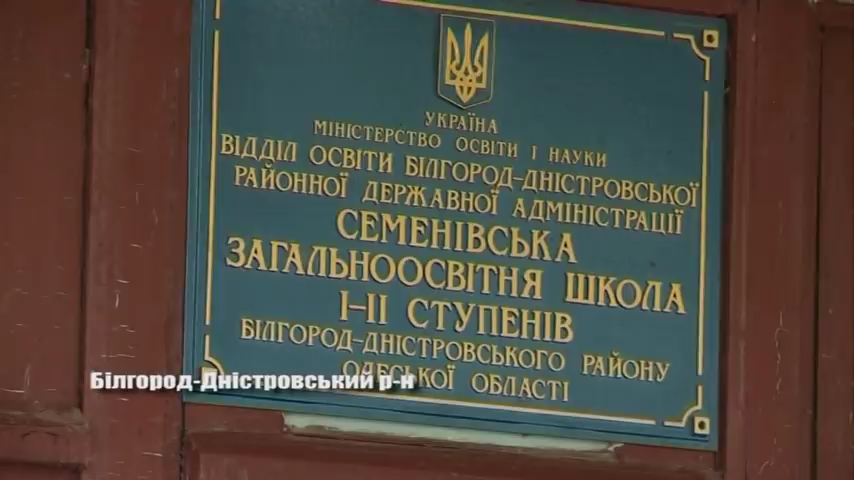 УКРАЇНА
МІНІСТЕРСТВО ОСВІТИ І НАУКИ
ВІДДІЛ ОСВІТИ БІЛГОРОД-ДНІСТРОВСЬКОЇ
РАЙОННОЇ ДЕРЖАВНОЇ АДМІНІСТРАЦІЇ
СЕМЕНІВСЬКА
ЗАГАЛЬНООСВІТНЯ ШКОЛА
І-ІІ СТУПЕНІВ
БІЛГОРОД-ДНІСТРОВСЬКОГО РАЙОНУ
ОДЕСЬКОЇ ОБЛАСТІ
Білгород-Дністровський р-н